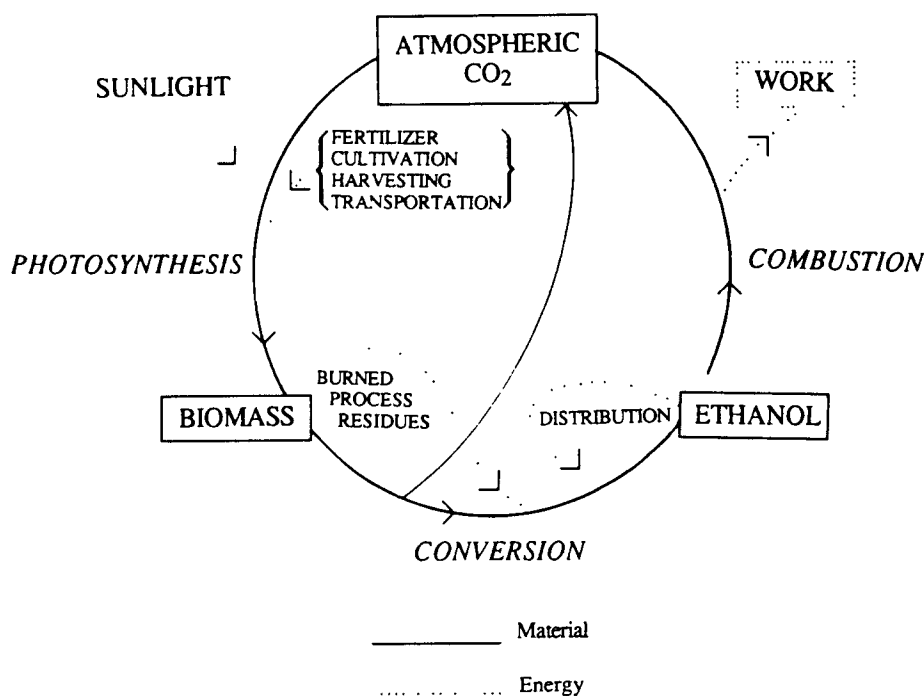 ATMOSPHERIC
CO2
SUNLIGHT
WORK
FERTILIZER
CULTIVATION
HARVESTING
TRANSPORTATION
PHOTOSYNTHESIS
COMBUSTION
BURNED
PROCESS
RESIDUES
BIOMASS
DISTRIBUTION
ETHANOL
CONVERSION
Material
Energy